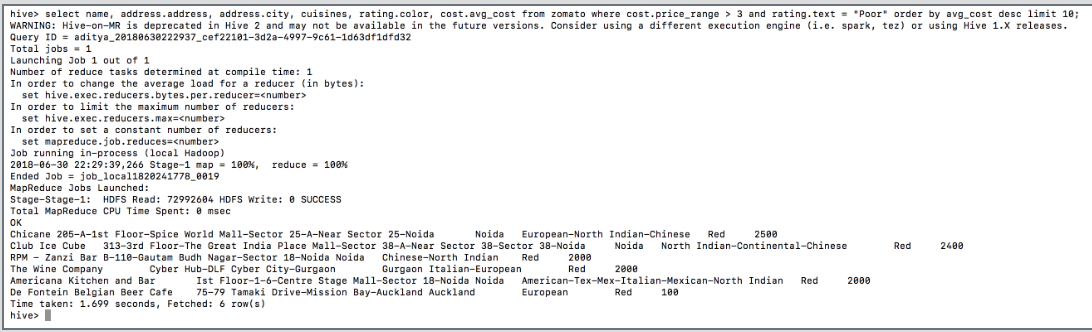 hive> select name, address.address, address.city, cuisines, rating.color, cost.avg_cost from zomato where cost.price_range > 3 and rating.text = "Poor" order by avg_cost desc limit 10;
WARNING: Hive-on-MR is deprecated in Hive 2 and may not be available in the future versions. Consider using a different execution engine (i.e. spark, tez) or using Hive 1.X releases.
Query ID = aditya_20180630222937_cef22101-3d2a-4997-9c61-1d63df1dfd32
Total jobs = 1
Launching Job 1 out of 1
Number of reduce tasks determined at compile time: 1
In order to change the average load for a reducer (in bytes):
  set hive.exec.reducers.bytes.per.reducer=<number>
In order to limit the maximum number of reducers:
  set hive.exec.reducers.max=<number>
In order to set a constant number of reducers:
  set mapreduce.job.reduces=<number>
Job running in-process (local Hadoop)
2018-06-30 22:29:39,266 Stage-1 map = 100%,  reduce = 100%
Ended Job = job_local1820241778_0019
MapReduce Jobs Launched:
Stage-Stage-1:  HDFS Read: 72992604 HDFS Write: 0 SUCCESS
Total MapReduce CPU Time Spent: 0 msec
OK
Chicane 205-A-1st Floor-Spice World Mall-Sector 25-A-Near Sector 25-Noida Noida European-North Indian-Chinese Red 2500
Club Ice Cube 313-3rd Floor-The Great India Place Mall-Sector 38-A-Near Sector 38-Sector 38-Noida Noida North Indian-Continental-Chinese Red 2400
RPM - Zanzi Bar B-110-Gautam Budh Nagar-Sector 18-Noida Noida Chinese-North Indian Red 2000
The Wine Company Cyber Hub-DLF Cyber City-Gurgaon Gurgaon Italian-European Red 2000
Americana Kitchen and Bar Ist Floor-1-6-Centre Stage Mall-Sector 18-Noida Noida American-Tex-Mex-Italian-Mexican-North Indian Red 2000
De Fontein Belgian Beer Cafe 75-79 Tamaki Drive-Mission Bay-Auckland Auckland European Red 100
Time taken: 1.699 seconds, Fetched: 6 row(s)
hive>